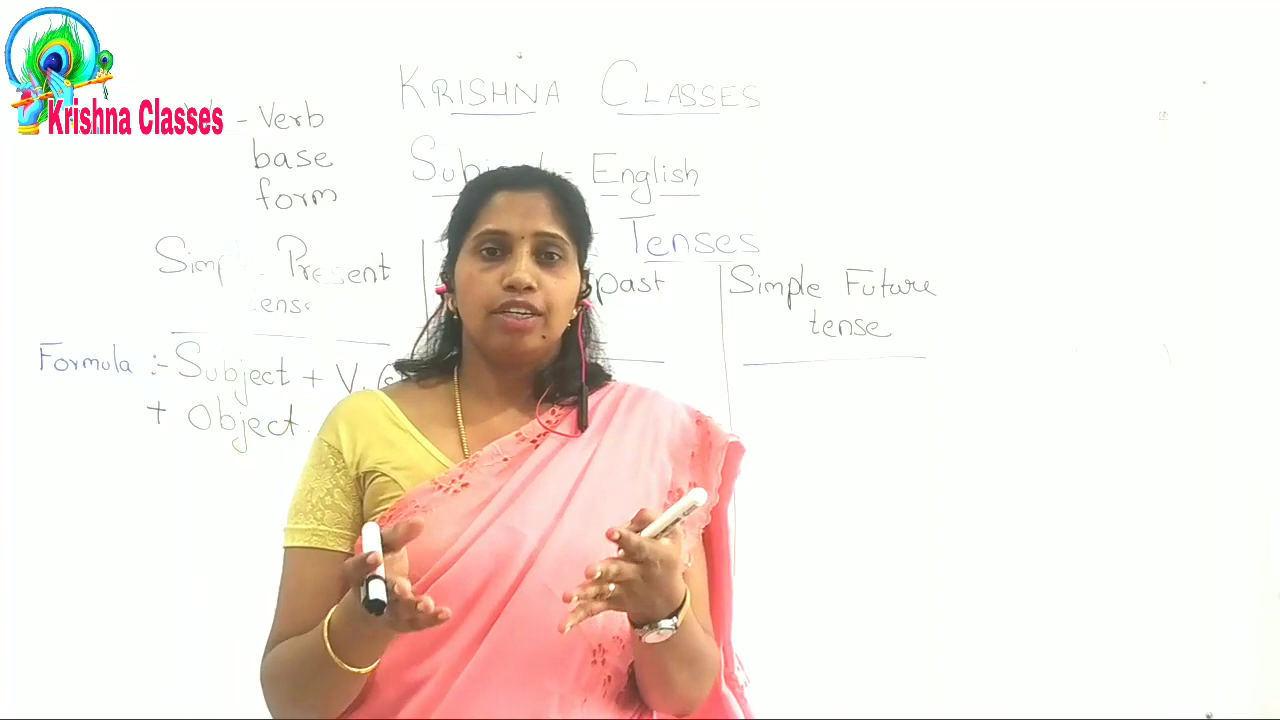 Krishna Classes
KRISHNA CLASSES
- Verb
base
form
English
Tenses
Present
past
Simple Future
tense
Formula :- Subject + V.
+ Object.